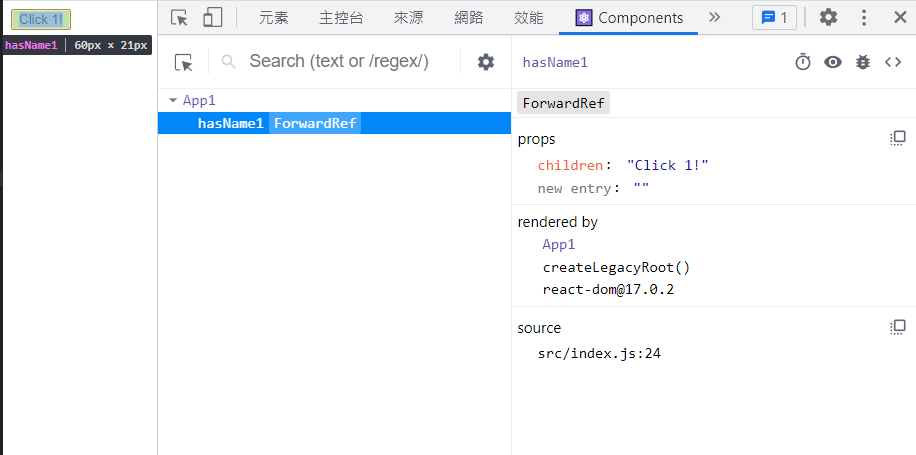 Click 1!
hasName1 | 60px × 21px
元素 主控台 來源 網路 效能 Components 1
Search (text or /regex/)
App1
hasName1 ForwardRef
hasName1
ForwardRef
props
children: "Click 1!"
new entry: ""
rendered by
App1
createLegacyRoot()
react-dom@17.0.2
source
src/index.js:24